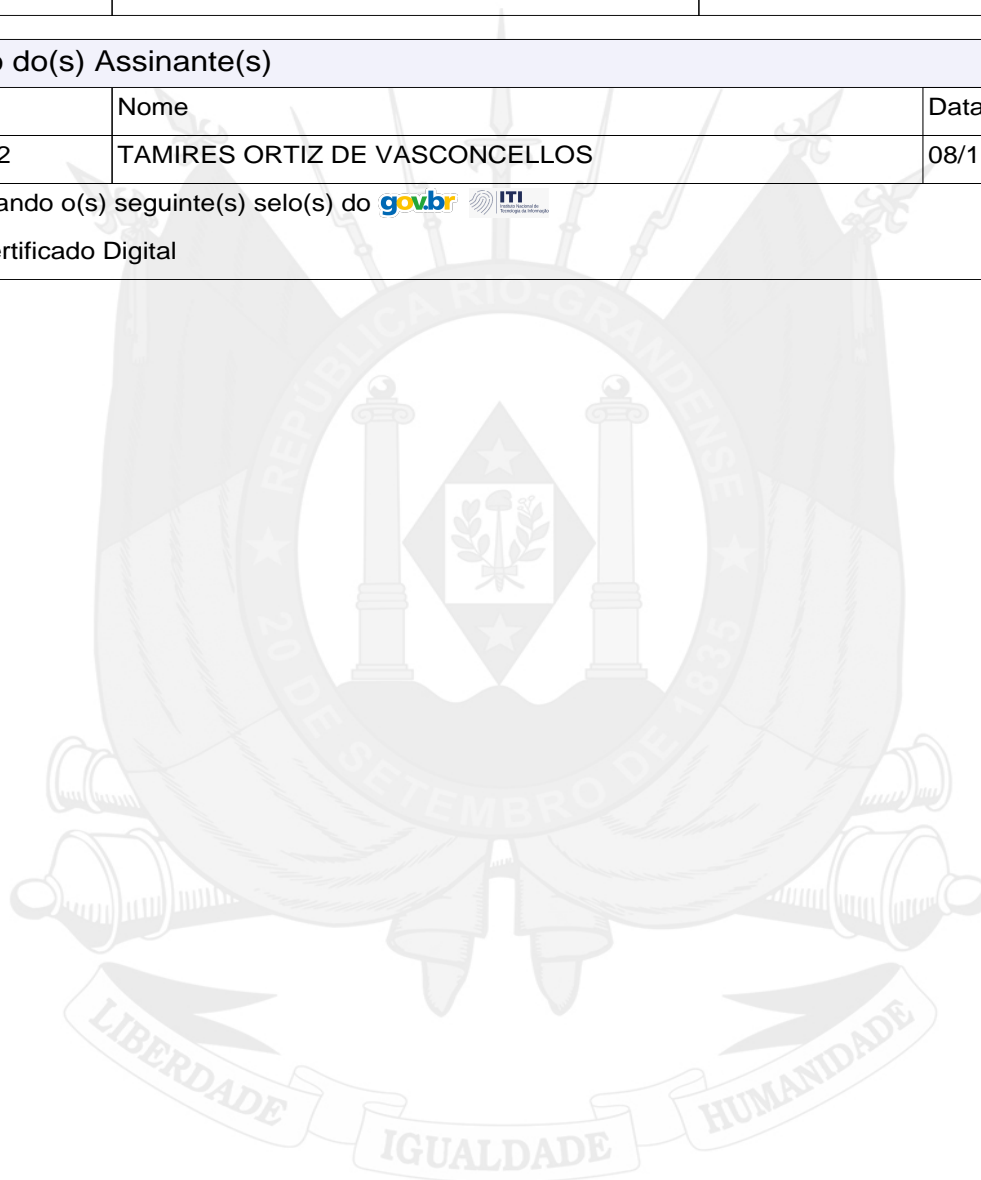 o do(s) Assinante(s)
Nome Data
2 TAMIRES ORTIZ DE VASCONCELLOS 08/1
ando o(s) seguinte(s) selo(s) do gov.br ITI
rtificado Digital
REPÚBLICA RIO-GRANDENSE
20 DE SETEMBRO DE 1835
LIBERDADE IGUALDADE HUMANIDADE